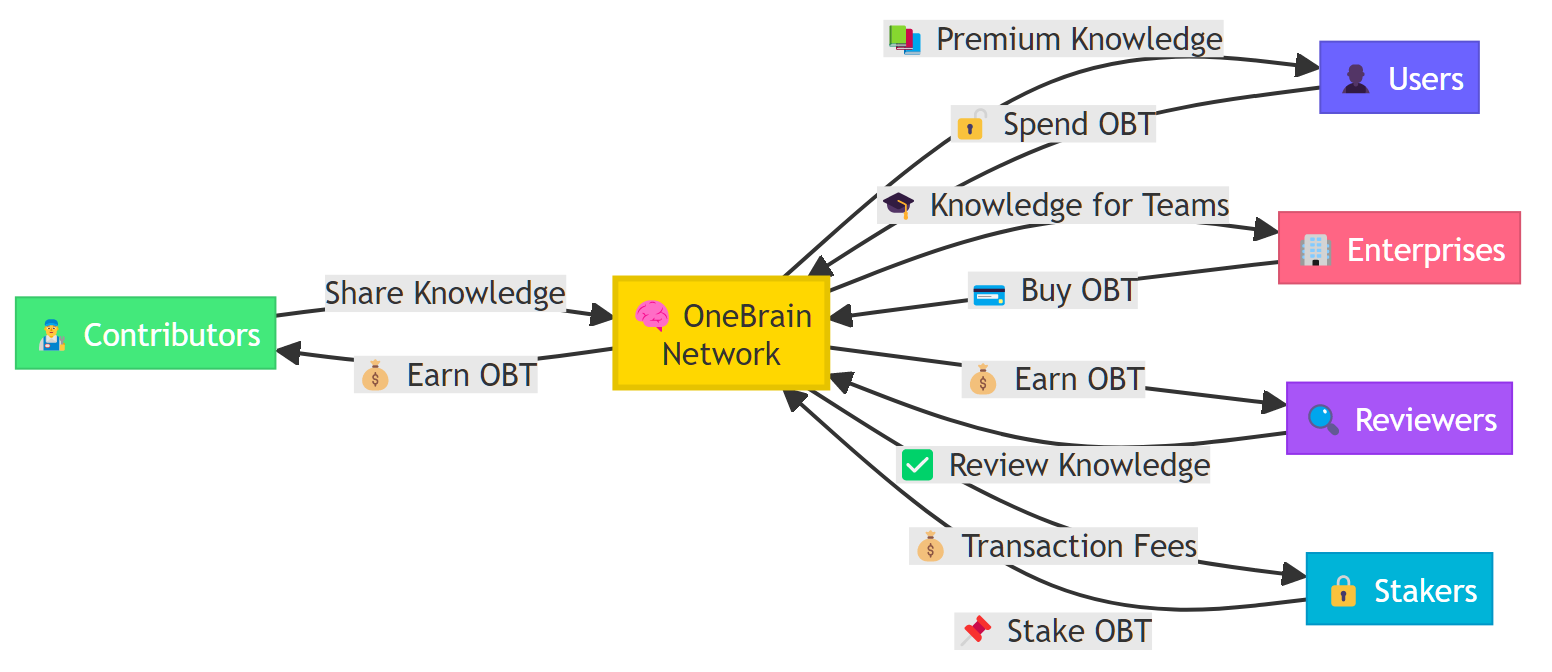 Premium Knowledge
Users
Spend OBT
Knowledge for Teams
Enterprises
Buy OBT
Share Knowledge
OneBrain
Network
Contributors
Earn OBT
Earn OBT
Reviewers
Review Knowledge
Transaction Fees
Stakers
Stake OBT